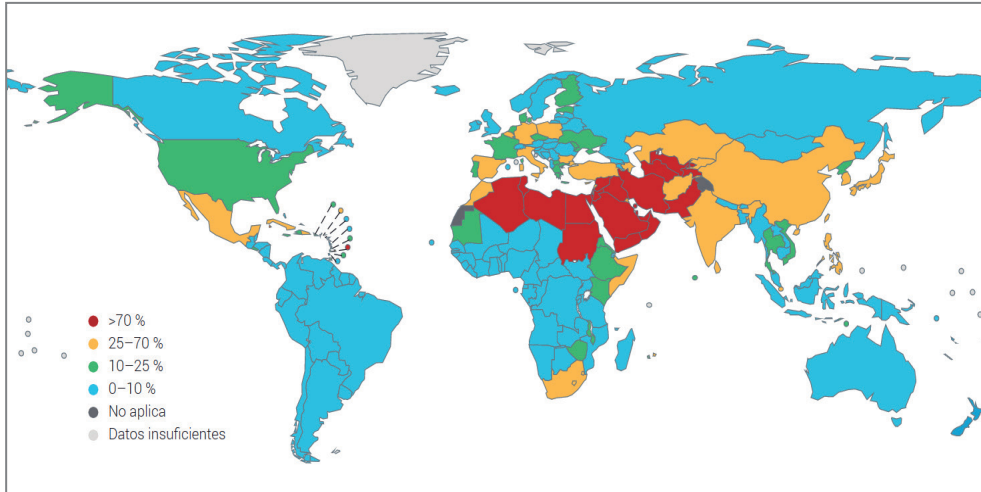 >70 %
25–70 %
10–25 %
0–10 %
No aplica
Datos insuficientes